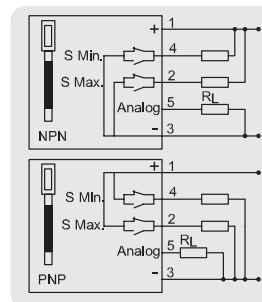 + 1
S Min. 4
S Max. 2
Analog 5 RL
NPN - 3
+ 1
S MIn. 4
S Max. 2
Analog 5 RL
PNP - 3